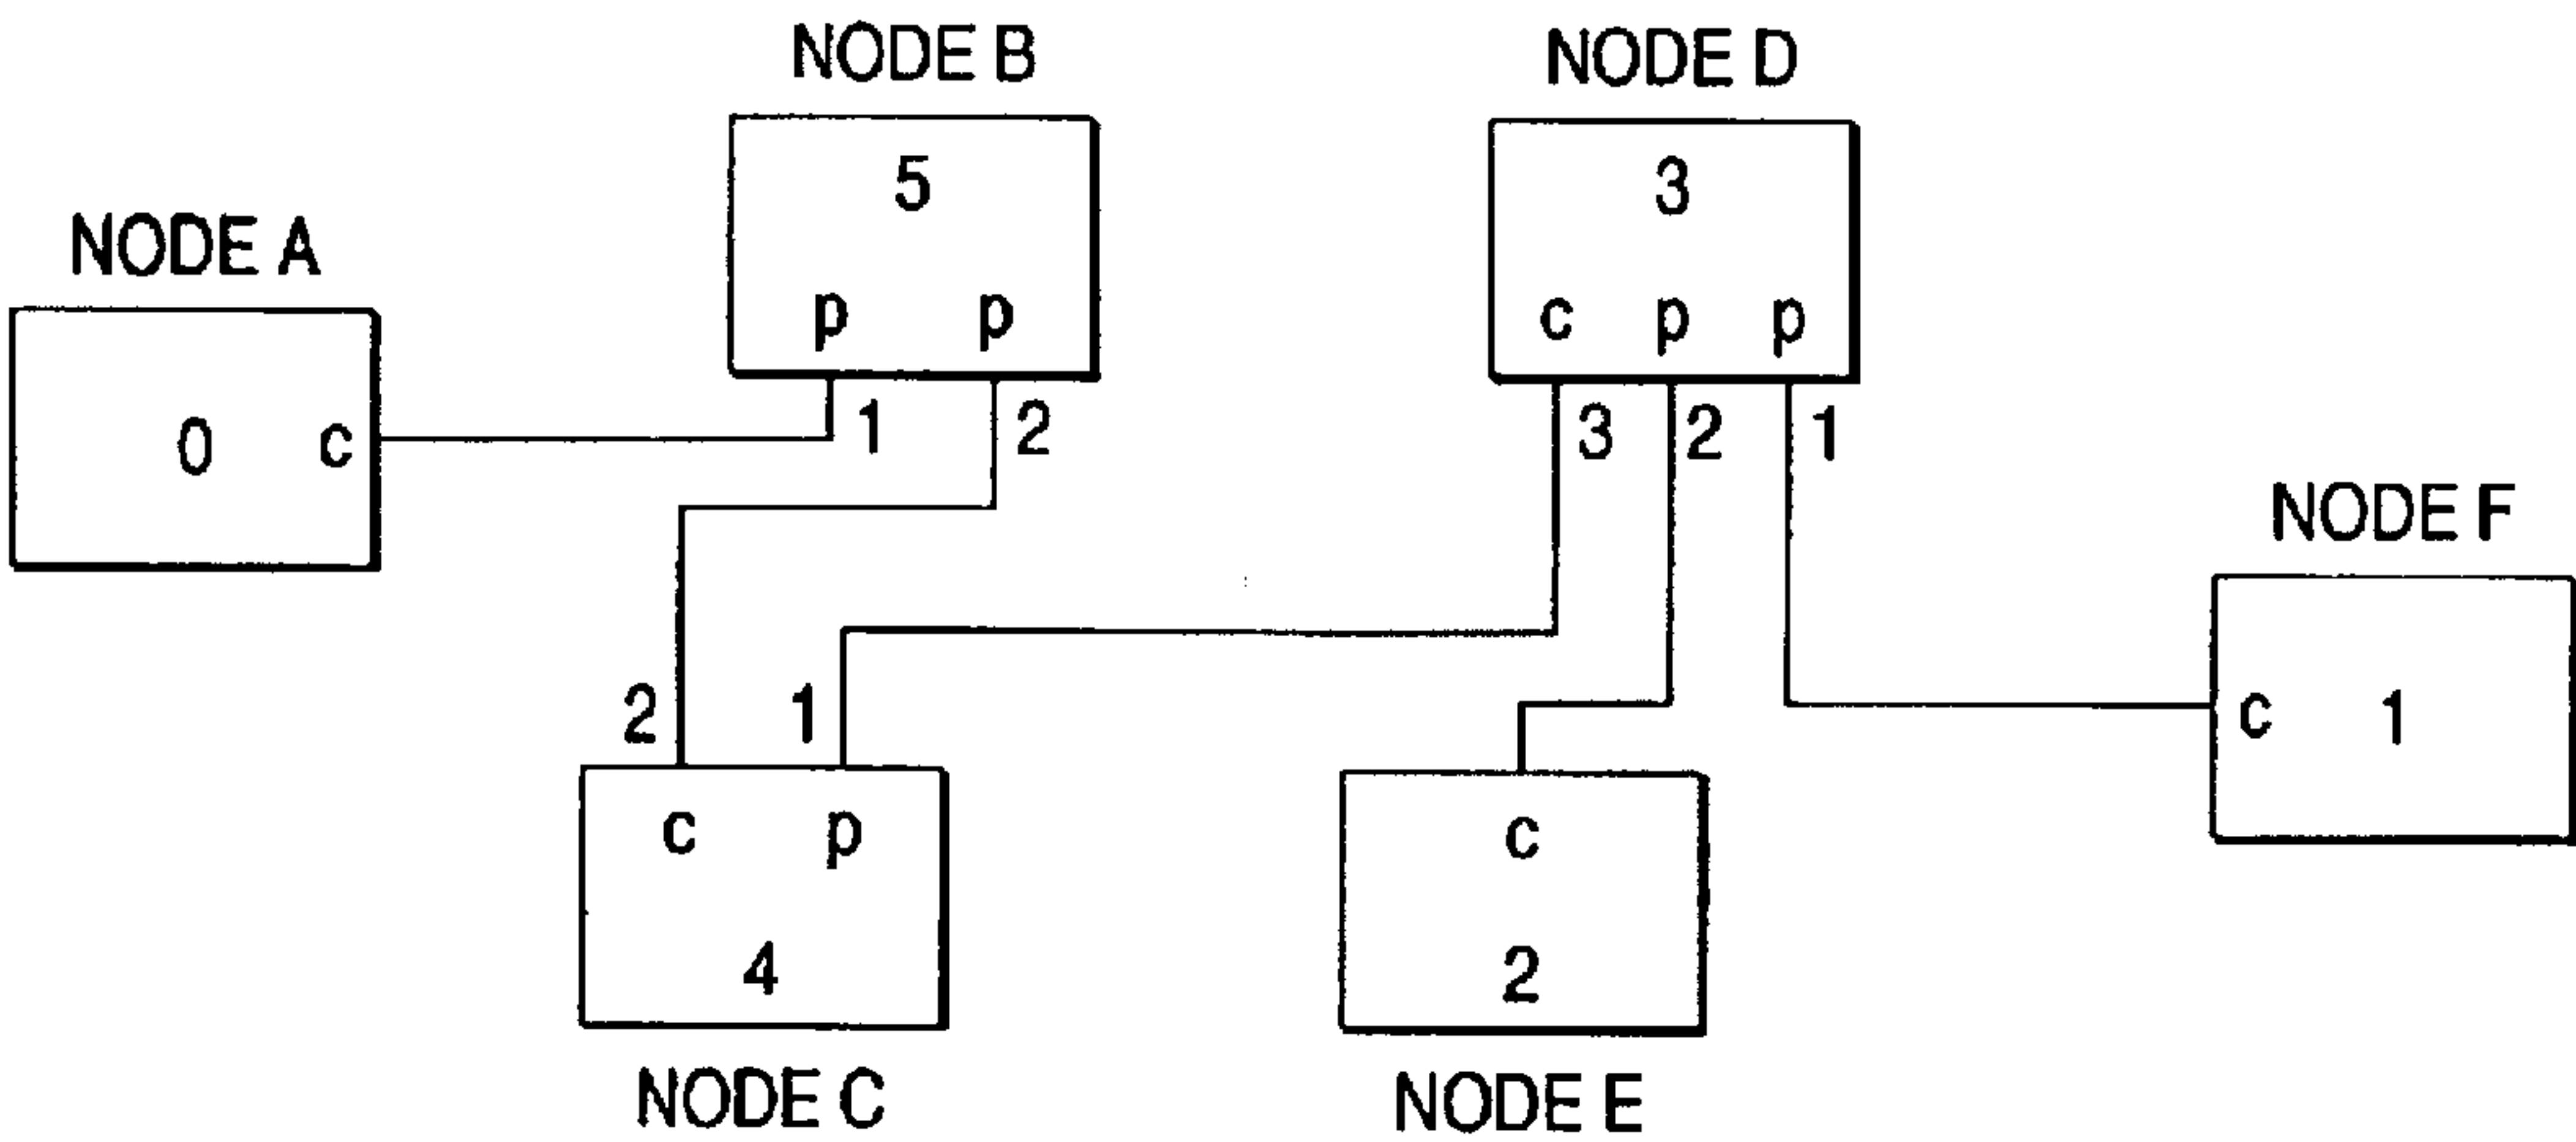 NODE B
NODE D
5
3
NODE A
p p
c p p
0 c
1 2
3 2 1
NODE F
2 1
c 1
c p
c
4
2
NODE C
NODE E